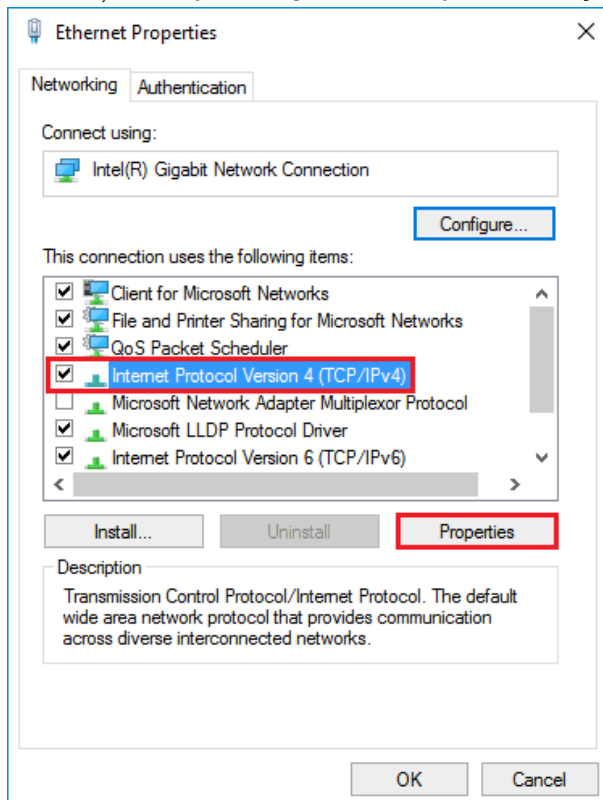 Ethernet Properties
Networking
Authentication
Connect using:
Intel(R) Gigabit Network Connection
Configure...
This connection uses the following items:
Client for Microsoft Networks
File and Printer Sharing for Microsoft Networks
QoS Packet Scheduler
Internet Protocol Version 4 (TCP/IPv4)
Microsoft Network Adapter Multiplexor Protocol
Microsoft LLDP Protocol Driver
Internet Protocol Version 6 (TCP/IPv6)
Install...
Uninstall
Properties
Description
Transmission Control Protocol/Internet Protocol. The default
wide area network protocol that provides communication
across diverse interconnected networks.
OK
Cancel